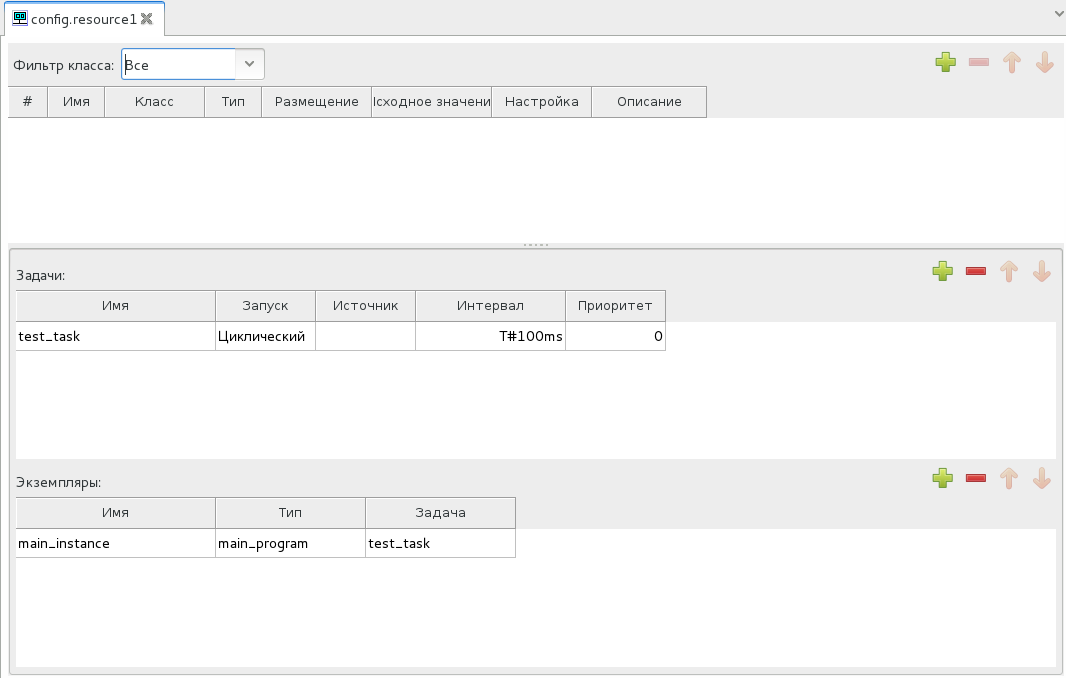 config.resource1
Фильтр класса: Все
# Имя Класс Тип Размещение сходное значени Настройка Описание
Задачи:
Имя Запуск Источник Интервал Приоритет
test_task Циклический T#100ms 0
Экземпляры:
Имя Тип Задача
main_instance main_program test_task